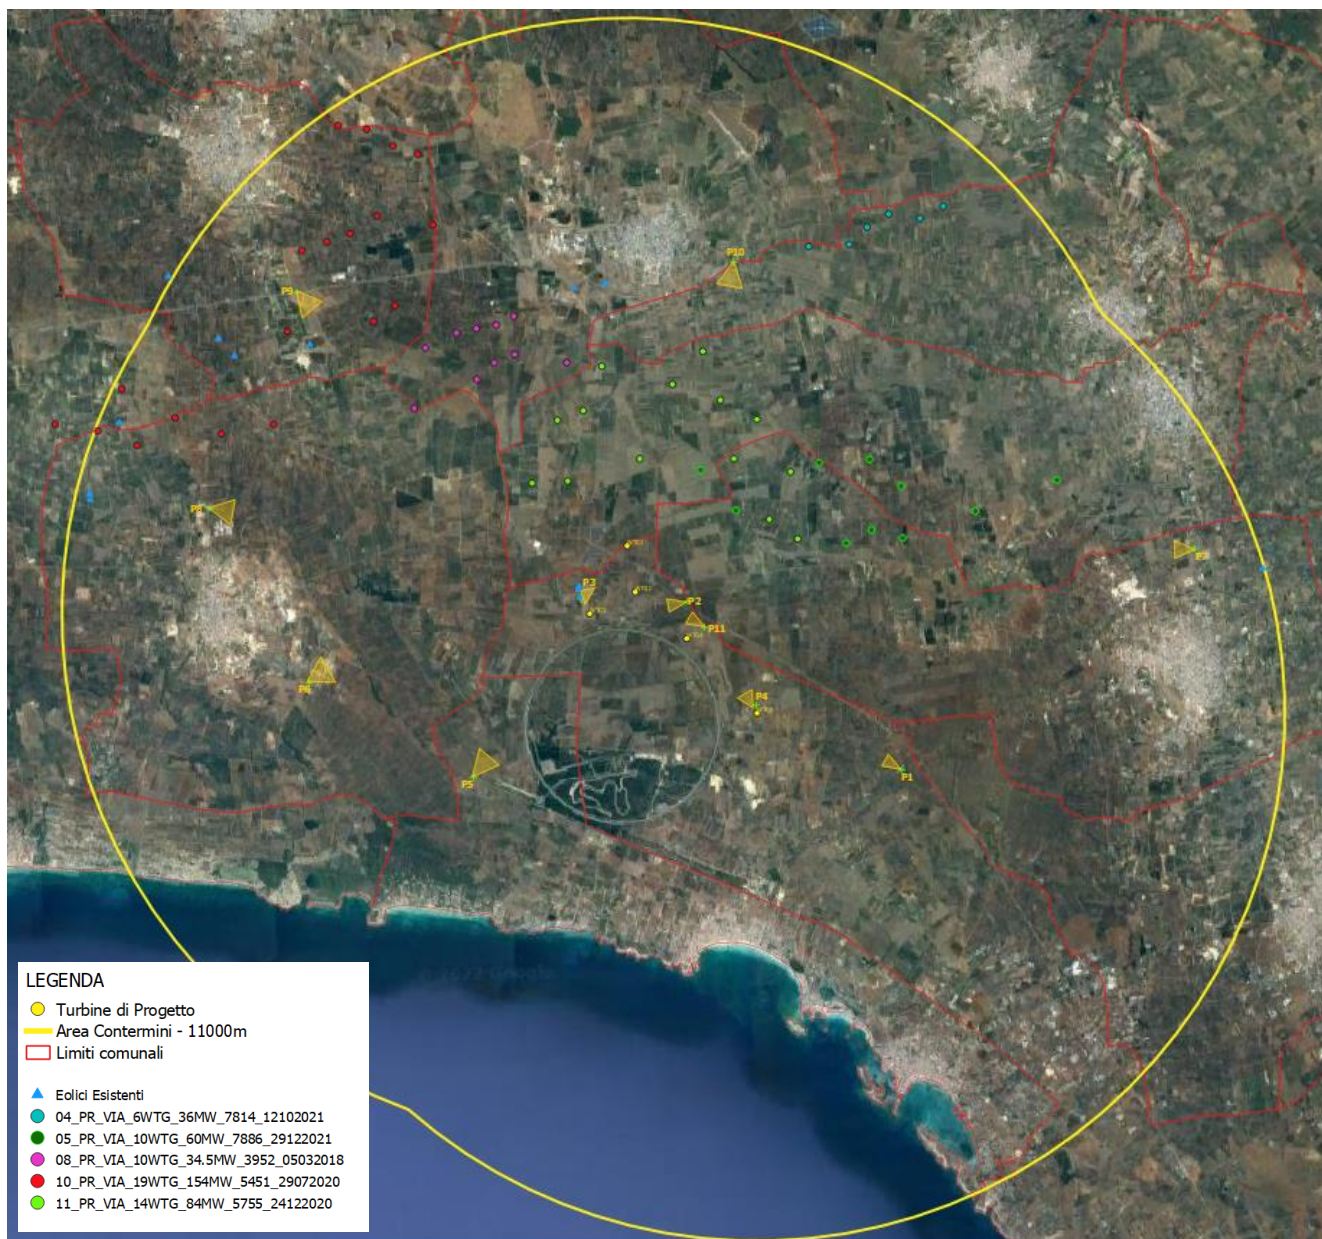 P10
P9
P8
P3
P2
P11
P6
P4
P5
P1
LEGENDA
Turbine di Progetto
Area Contermini - 11000m
Limiti comunali
Eolici Esistenti
04_PR_VIA_6WTG_36MW_7814_12102021
05_PR_VIA_10WTG_60MW_7886_29122021
08_PR_VIA_10WTG_34.5MW_3952_05032018
10_PR_VIA_19WTG_154MW_5451_29072020
11_PR_VIA_14WTG_84MW_5755_24122020